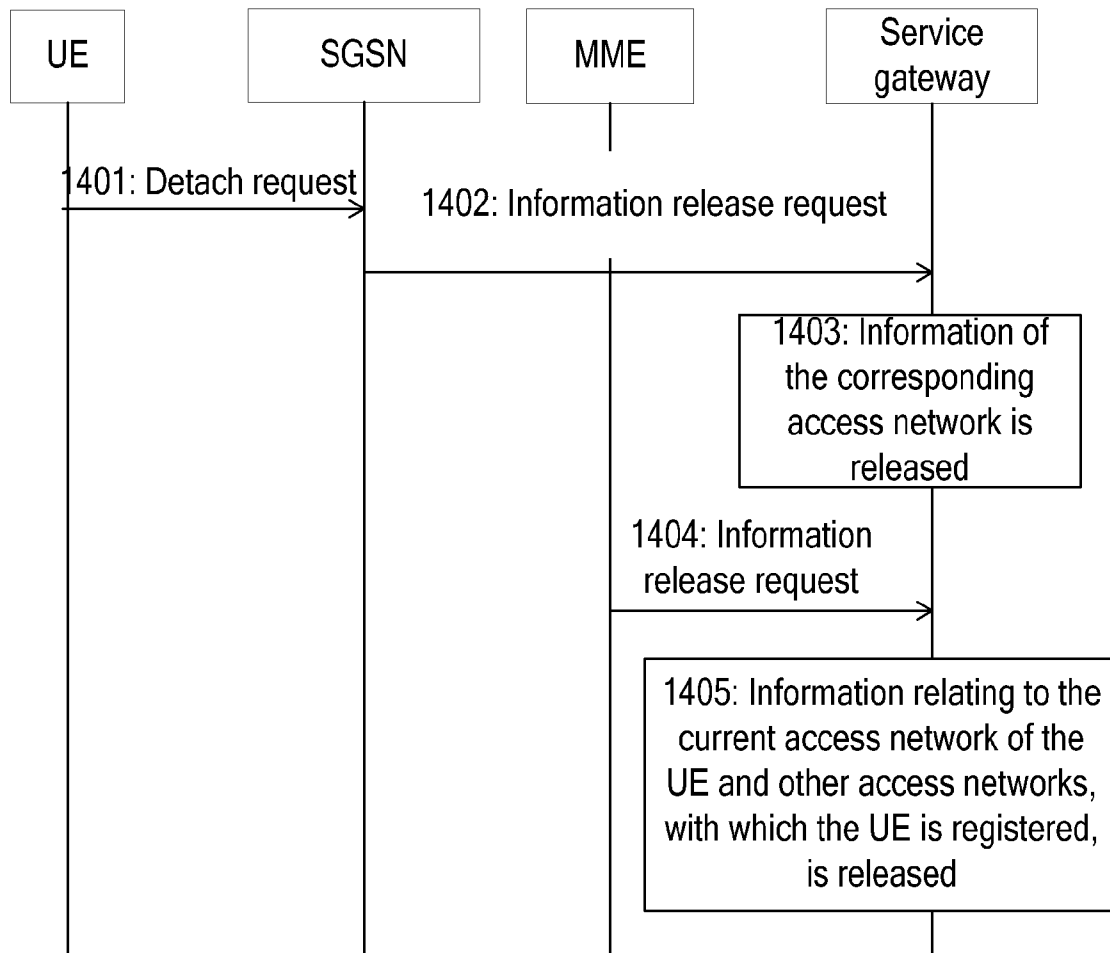 UE
SGSN
MME
Service
gateway
1401: Detach request
1402: Information release request
1403: Information of
the corresponding
access network is
released
1404: Information
release request
1405: Information relating to the
current access network of the
UE and other access networks,
with which the UE is registered,
is released